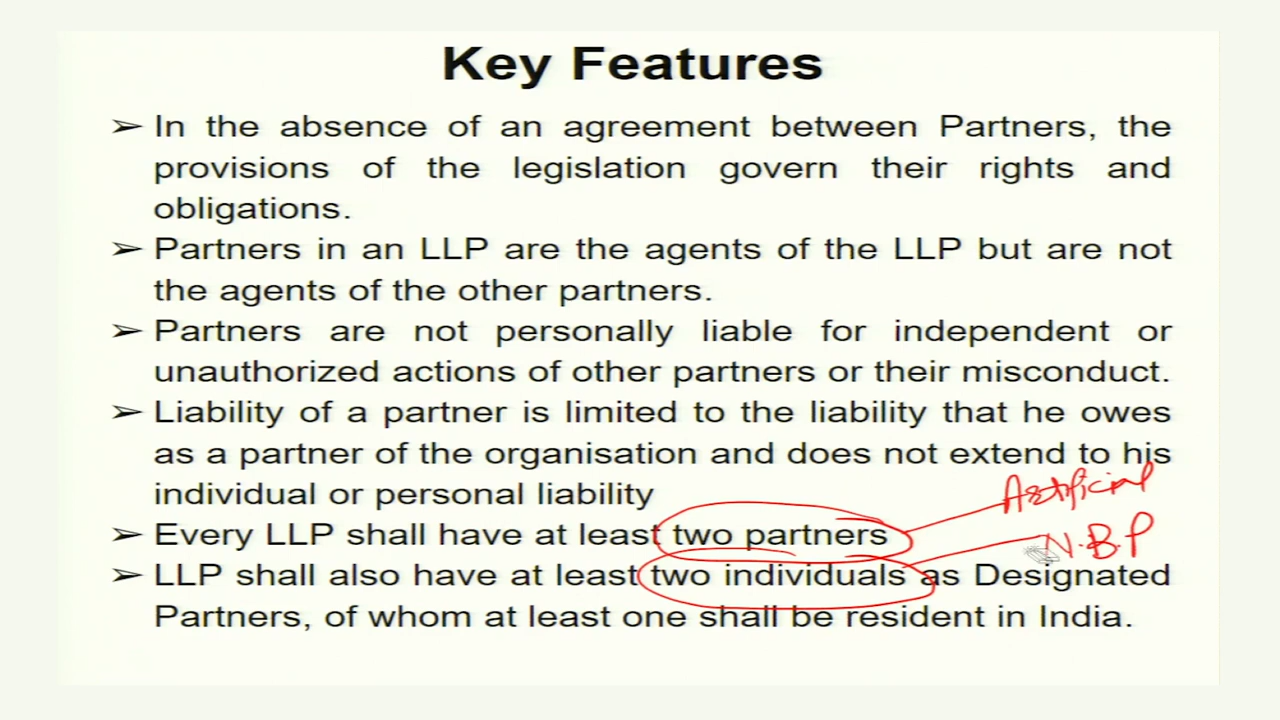 Key Features
➢ In the absence of an agreement between Partners, the
provisions of the legislation govern their rights and
obligations.
➢ Partners in an LLP are the agents of the LLP but are not
the agents of the other partners.
➢ Partners are not personally liable for independent or
unauthorized actions of other partners or their misconduct.
➢ Liability of a partner is limited to the liability that he owes
as a partner of the organisation and does not extend to his
individual or personal liability
Artificial
➢ Every LLP shall have at least two partners
N.B.P
➢ LLP shall also have at least two individuals as Designated
Partners, of whom at least one shall be resident in India.